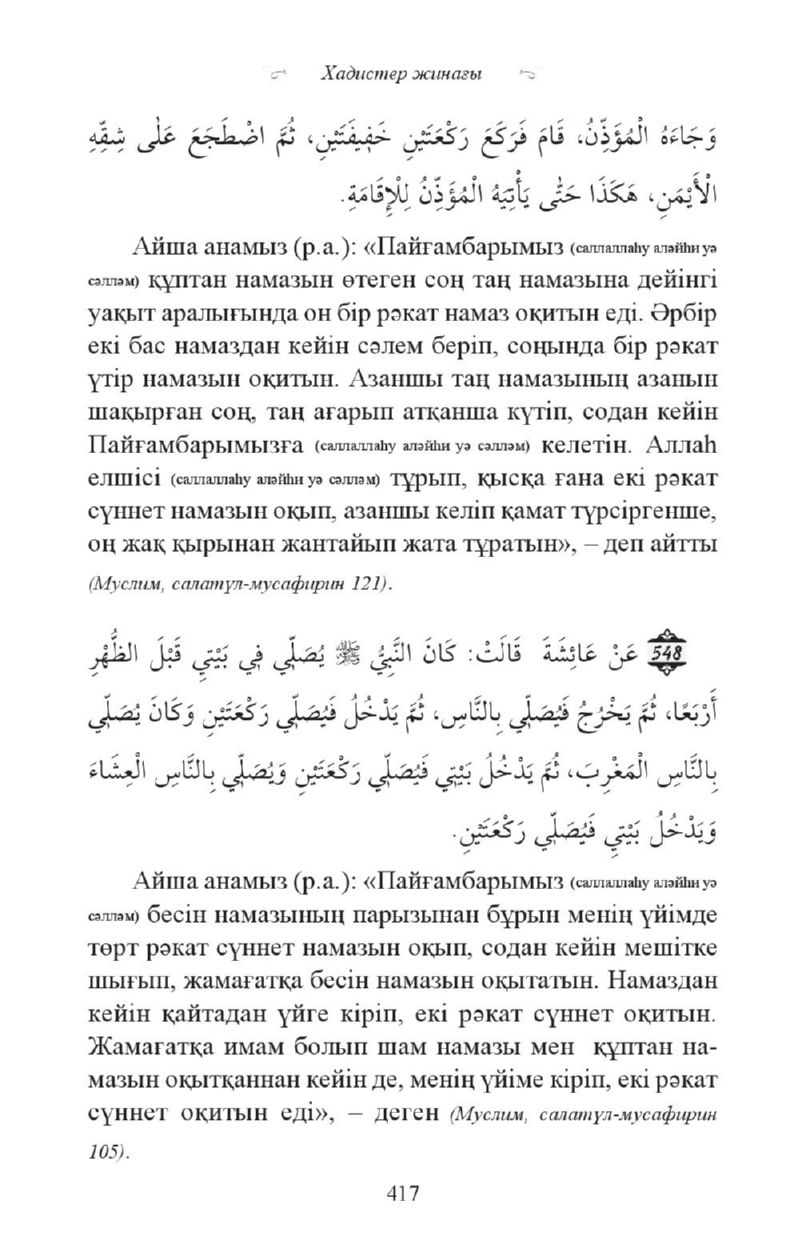 Хадистер жинағы
وَجَاءَهُ الْمُؤَذِّنُ، قَامَ فَرَكَعَ رَكْعَتَيْنِ خَفِيفَتَيْنِ، ثُمَّ اضْطَجَعَ عَلٰى شِقِّهِ
الْأَيْمَنِ، هَكَذَا حَتّٰى يَأْتِيَهُ الْمُؤَذِّنُ لِلْإِقَامَةِ.
Айша анамыз (р.а.): «Пайғамбарымыз (саллаллаһу аләйһи уә
сәлләм) құптан намазын өтеген соң таң намазына дейінгі
уақыт аралығында он бір рәкат намаз оқитын еді. Әрбір
екі бас намаздан кейін сәлем беріп, соңында бір рәкат
үтір намазын оқитын. Азаншы таң намазының азанын
шақырған соң, таң ағарып атқанша күтіп, содан кейін
Пайғамбарымызға (саллаллаһу аләйһи уә сәлләм) келетін. Аллаһ
елшісі (саллаллаһу аләйһи уә сәлләм) тұрып, қысқа ғана екі рәкат
сүннет намазын оқып, азаншы келіп қамат түрсіргенше,
оң жақ қырынан жантайып жата тұратын», – деп айтты
(Муслим, салатүл-мусафирин 121).
548 عَنْ عَائِشَةَ قَالَتْ: كَانَ النَّبِيُّ ﷺ يُصَلِّي فِي بَيْتِي قَبْلَ الظُّهْرِ
أَرْبَعًا، ثُمَّ يَخْرُجُ فَيُصَلِّي بِالنَّاسِ، ثُمَّ يَدْخُلُ فَيُصَلِّي رَكْعَتَيْنِ وَكَانَ يُصَلِّي
بِالنَّاسِ الْمَغْرِبَ، ثُمَّ يَدْخُلُ بَيْتِي فَيُصَلِّي رَكْعَتَيْنِ وَيُصَلِّي بِالنَّاسِ الْعِشَاءَ
وَيَدْخُلُ بَيْتِي فَيُصَلِّي رَكْعَتَيْنِ.
Айша анамыз (р.а.): «Пайғамбарымыз (саллаллаһу аләйһи уә
сәлләм) бесін намазының парызынан бұрын менің үйімде
төрт рәкат сүннет намазын оқып, содан кейін мешітке
шығып, жамағатқа бесін намазын оқытатын. Намаздан
кейін қайтадан үйге кіріп, екі рәкат сүннет оқитын.
Жамағатқа имам болып шам намазы мен құптан на-
мазын оқытқаннан кейін де, менің үйіме кіріп, екі рәкат
сүннет оқитын еді», – деген (Муслим, салатүл-мусафирин
105).
417